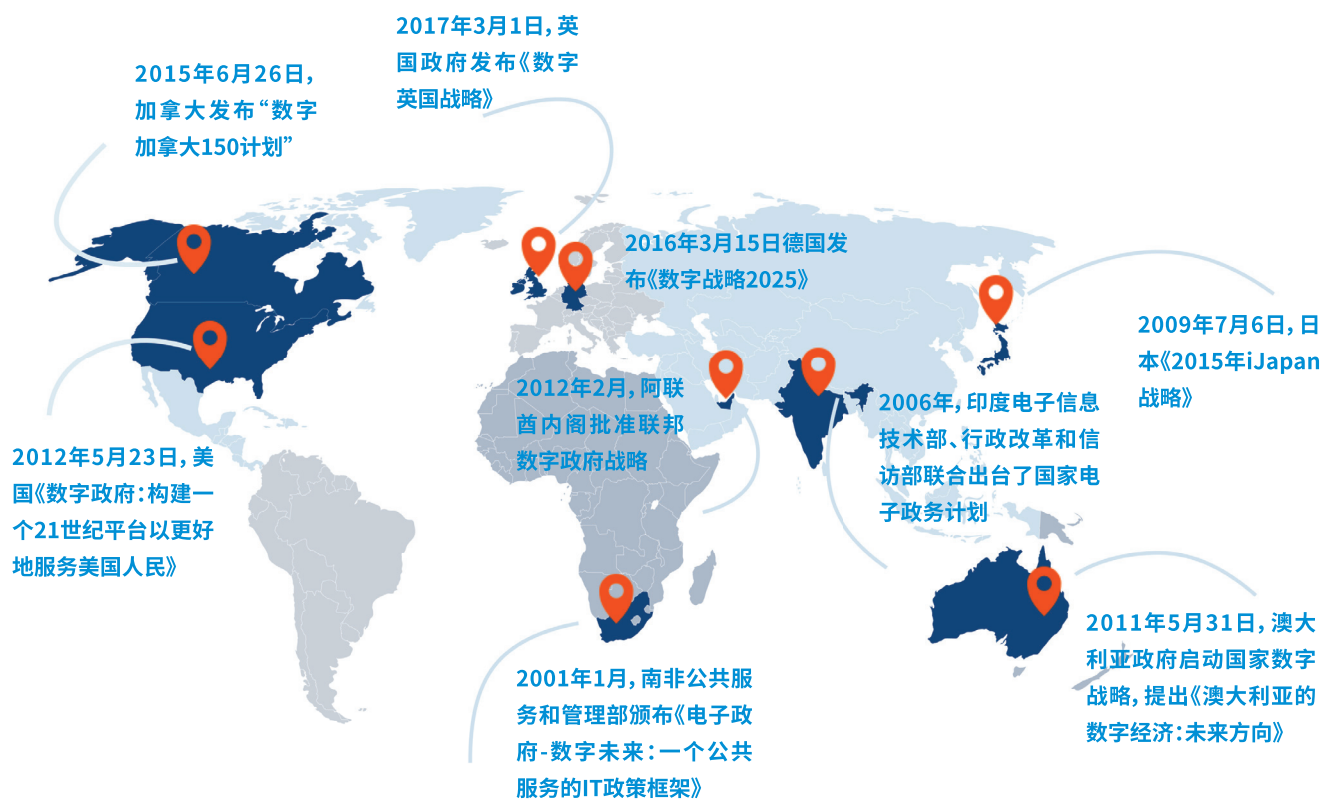 2017年3月1日，英
国政府发布《数字
英国战略》
2015年6月26日，
加拿大发布“数字
加拿大150计划”
2016年3月15日德国发
布《数字战略2025》
2009年7月6日，日
本《2015年iJapan
战略》
2012年2月，阿联
酋内阁批准联邦
数字政府战略
2006年，印度电子信息
技术部、行政改革和信
访部联合出台了国家电
子政务计划
2012年5月23日，美
国《数字政府：构建一
个21世纪平台以更好
地服务美国人民》
2011年5月31日，澳大
利亚政府启动国家数字
战略，提出《澳大利亚的
数字经济：未来方向》
2001年1月，南非公共服
务和管理部颁布《电子政
府-数字未来：一个公共
服务的IT政策框架》